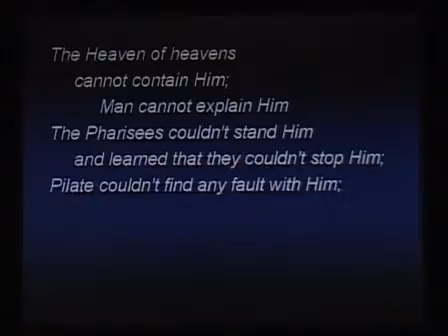 The Heaven of heavens
cannot contain Him;
Man cannot explain Him
The Pharisees couldn't stand Him
and learned that they couldn't stop Him;
Pilate couldn't find any fault with Him;